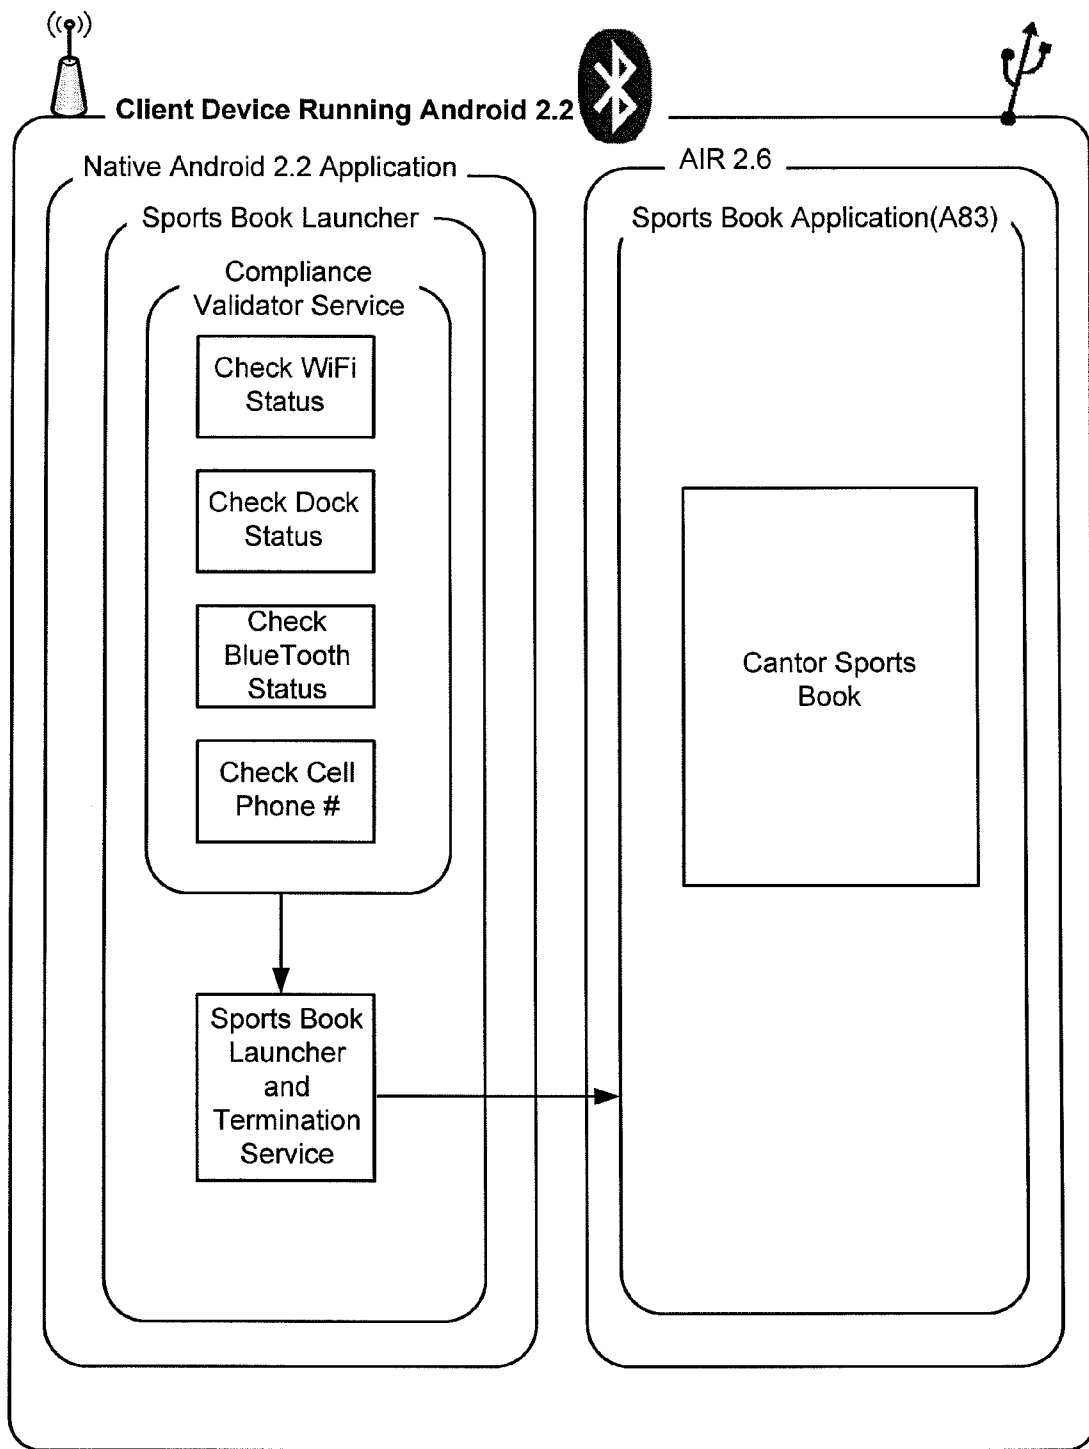 Client Device Running Android 2.2
Native Android 2.2 Application
Sports Book Launcher
Compliance
Validator Service
Check WiFi
Status
Check Dock
Status
Check
BlueTooth
Status
Check Cell
Phone #
Sports Book
Launcher
and
Termination
Service
AIR 2.6
Sports Book Application(A83)
Cantor Sports
Book